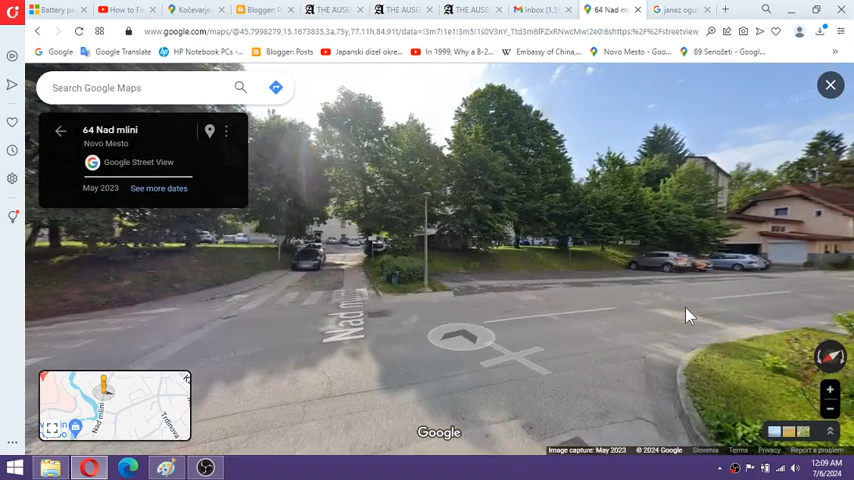 Battery pe
How to Fi
Kočevarje
Blogger: P
THE AUSE
THE AUSE
THE AUSE
Inbox (1,5
64 Nad m
janez ogu
www.google.com/maps/@45.7998279,15.1673835,3a,75y,77.11h,84.91t/data=!3m7!1e1!3m5!1s0V3nY_Ttd3m6fFZxRNwcMw!2e0!6shttps:%2F%2Fstreetview
Google
Google Translate
HP Notebook PCs
Blogger: Posts
Japanski dizel okre...
In 1999, Why a B-2...
Embassy of China,...
Novo Mesto - Goo...
89 Šenožeti - Googl...
Search Google Maps
64 Nad mlini
Novo Mesto
Google Street View
May 2023
See more dates
Nad mlini
Nad mlini
Trdinova
Google
Image capture: May 2023
© 2024 Google
Slovenia
Terms
Privacy
Report a problem
12:09 AM
7/6/2024